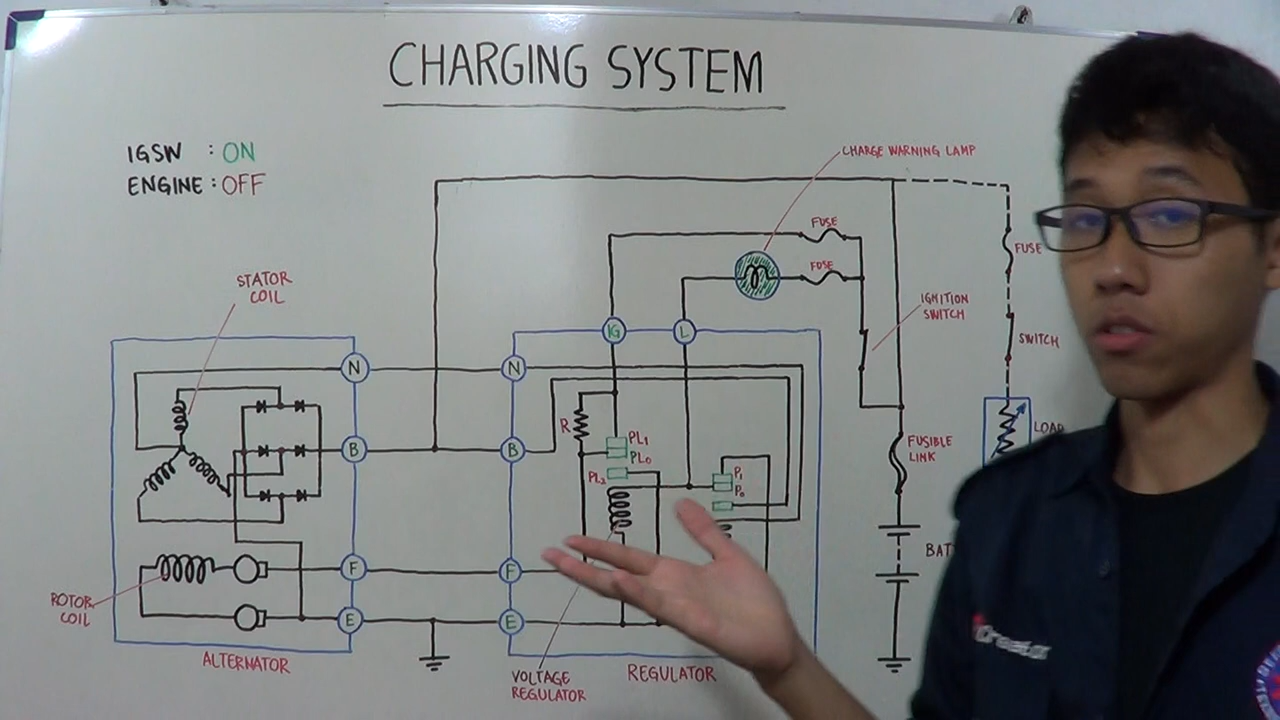 CHARGING SYSTEM
IGSW : ON
ENGINE : OFF
CHARGE WARNING LAMP
FUSE
FUSE
FUSE
STATOR
COIL
IGNITION
SWITCH
SWITCH
IG
L
N
N
R
PL1
PL0
PL2
P1
P0
B
B
FUSIBLE
LINK
F
F
E
E
ROTOR
COIL
ALTERNATOR
VOLTAGE
REGULATOR
REGULATOR